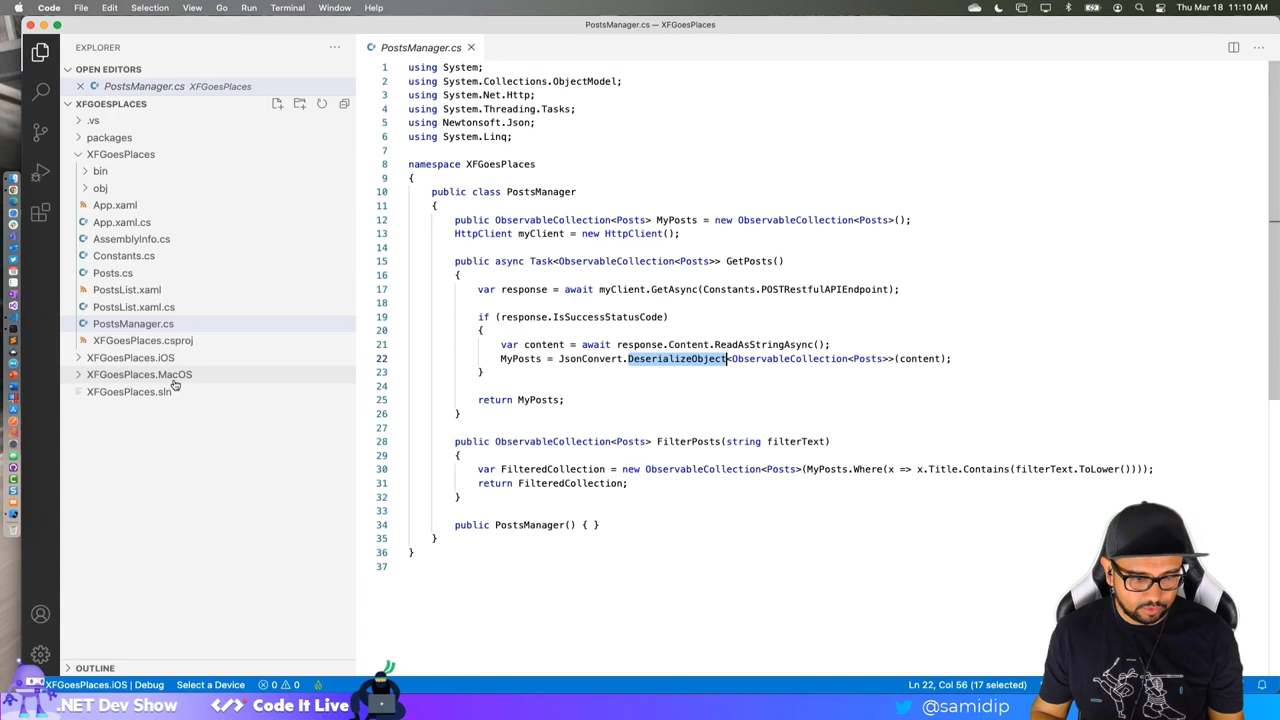 Code File Edit Selection View Go Run Terminal Window Help
Thu Mar 18 11:10 AM
PostsManager.cs — XFGoesPlaces
EXPLORER
OPEN EDITORS
PostsManager.cs XFGoesPlaces
XFGOESPLACES
.vs
packages
XFGoesPlaces
bin
obj
App.xaml
App.xaml.cs
AssemblyInfo.cs
Constants.cs
Posts.cs
PostsList.xaml
PostsList.xaml.cs
PostsManager.cs
XFGoesPlaces.csproj
XFGoesPlaces.iOS
XFGoesPlaces.MacOS
XFGoesPlaces.sln
OUTLINE
PostsManager.cs
1 using System;
2 using System.Collections.ObjectModel;
3 using System.Net.Http;
4 using System.Threading.Tasks;
5 using Newtonsoft.Json;
6 using System.Linq;
7
8 namespace XFGoesPlaces
9 {
10 public class PostsManager
11 {
12 public ObservableCollection<Posts> MyPosts = new ObservableCollection<Posts>();
13 HttpClient myClient = new HttpClient();
14
15 public async Task<ObservableCollection<Posts>> GetPosts()
16 {
17 var response = await myClient.GetAsync(Constants.POSTRestfulAPIEndpoint);
18
19 if (response.IsSuccessStatusCode)
20 {
21 var content = await response.Content.ReadAsStringAsync();
22 MyPosts = JsonConvert.DeserializeObject<ObservableCollection<Posts>>(content);
23 }
24
25 return MyPosts;
26 }
27
28 public ObservableCollection<Posts> FilterPosts(string filterText)
29 {
30 var FilteredCollection = new ObservableCollection<Posts>(MyPosts.Where(x => x.Title.Contains(filterText.ToLower())));
31 return FilteredCollection;
32 }
33
34 public PostsManager() { }
35 }
36 }
37
XFGoesPlaces.iOS | Debug Select a Device 0 0
Ln 22, Col 56 (17 selected)
.NET Dev Show
Code It Live
@samidip